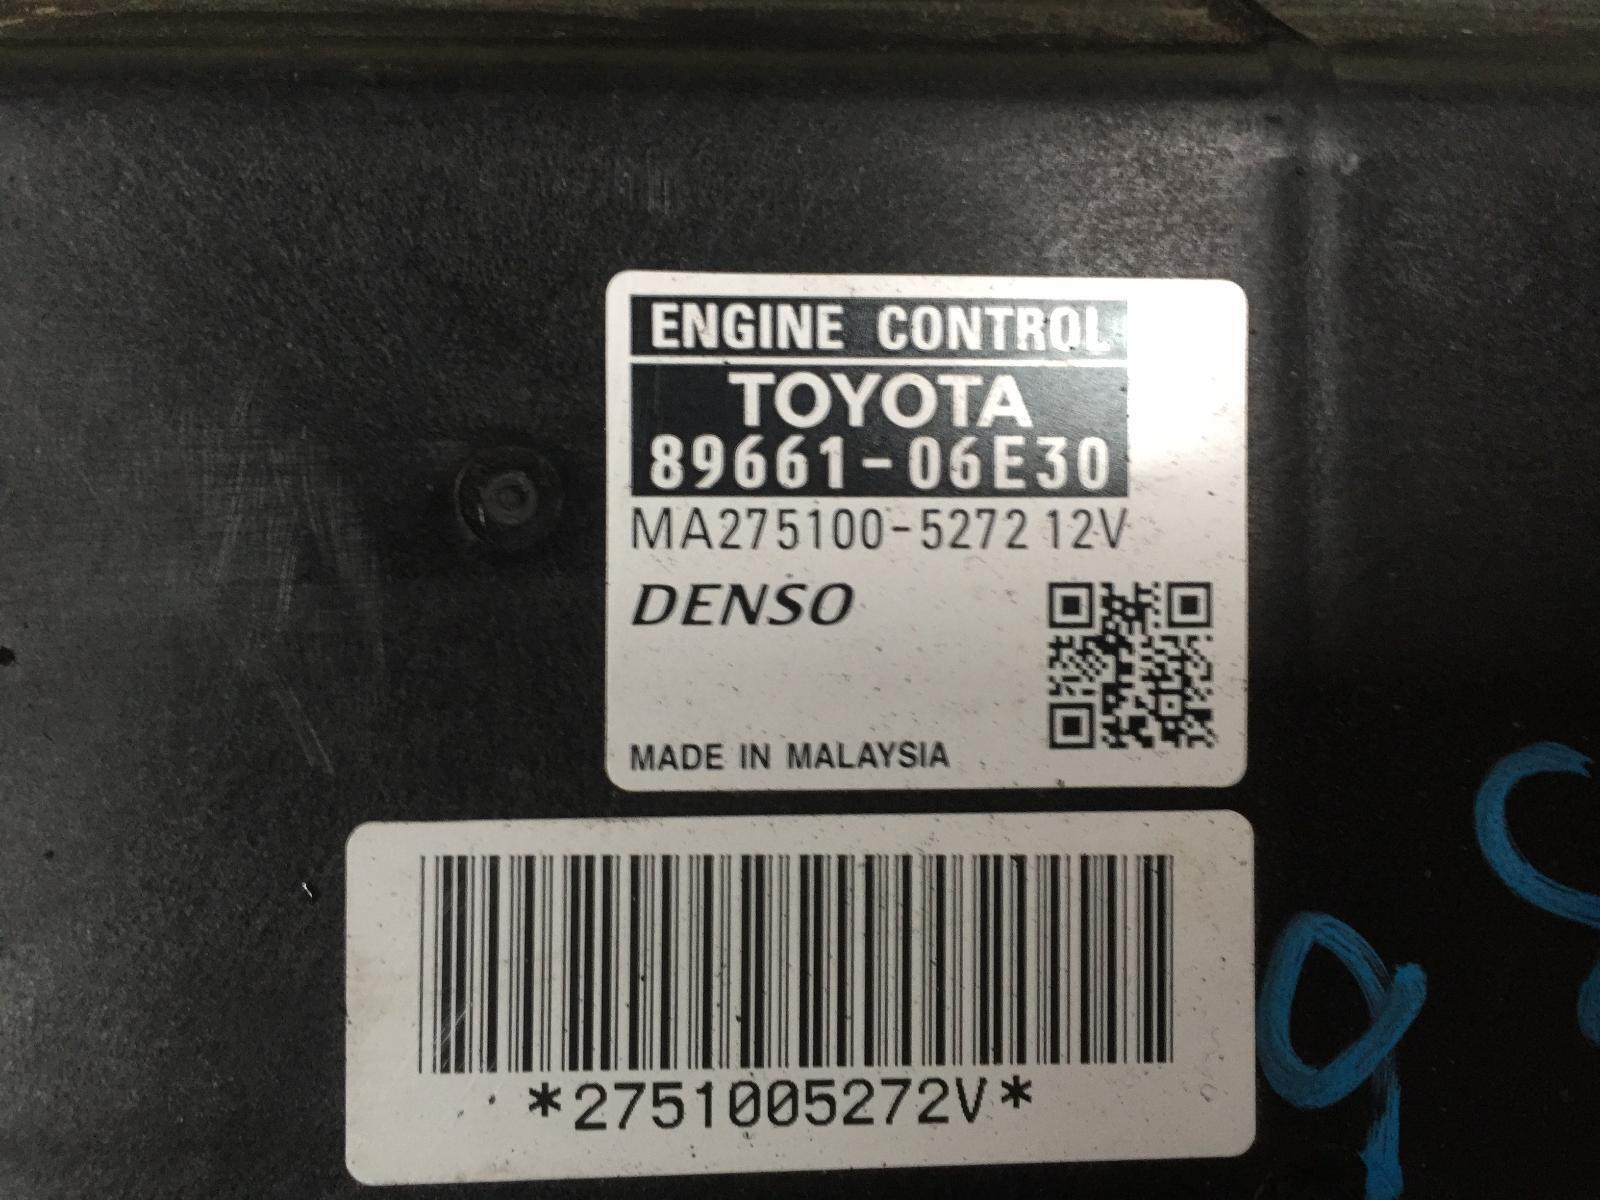 ENGINE CONTROL
TOYOTA
89661-06E30
MA275100-5272 12V
DENSO
MADE IN MALAYSIA
*2751005272V*